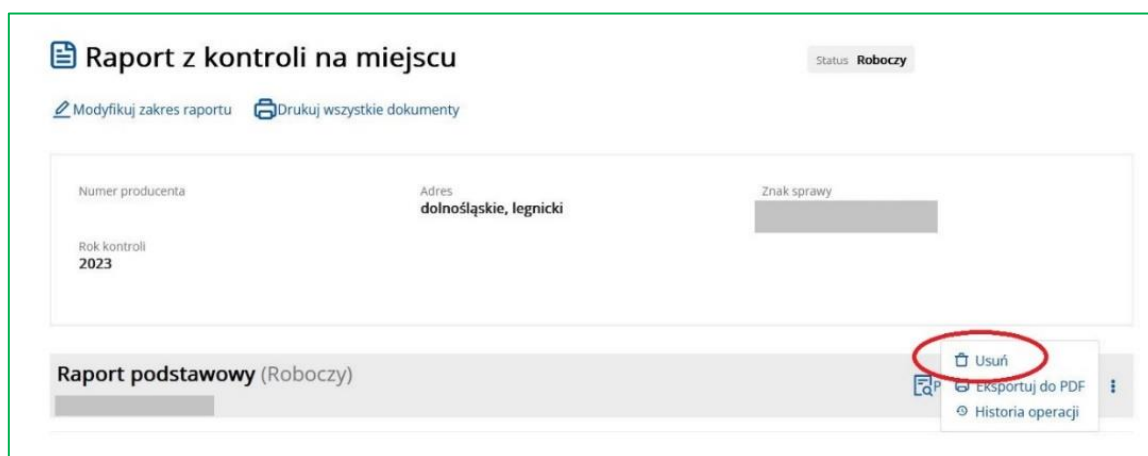 Raport z kontroli na miejscu
Status Roboczy
Modyfikuj zakres raportu Drukuj wszystkie dokumenty
Numer producenta
Adres
dolnośląskie, legnicki
Znak sprawy
Rok kontroli
2023
Raport podstawowy (Roboczy)
P
Usuń
Eksportuj do PDF
Historia operacji